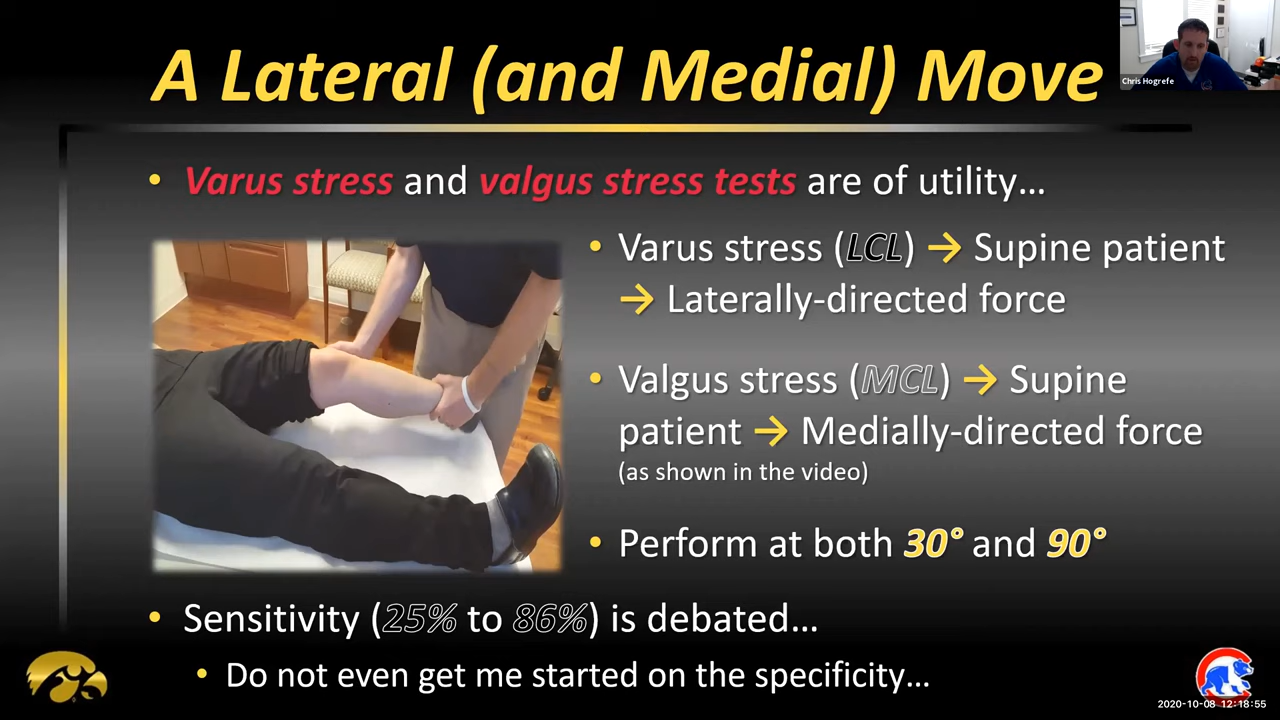 A Lateral (and Medial) Move
Chris Hogrefe
• Varus stress and valgus stress tests are of utility...
• Varus stress (LCL) → Supine patient
→ Laterally-directed force
• Valgus stress (MCL) → Supine
patient → Medially-directed force
(as shown in the video)
• Perform at both 30° and 90°
• Sensitivity (25% to 86%) is debated...
• Do not even get me started on the specificity...
2020-10-08 12:18:55